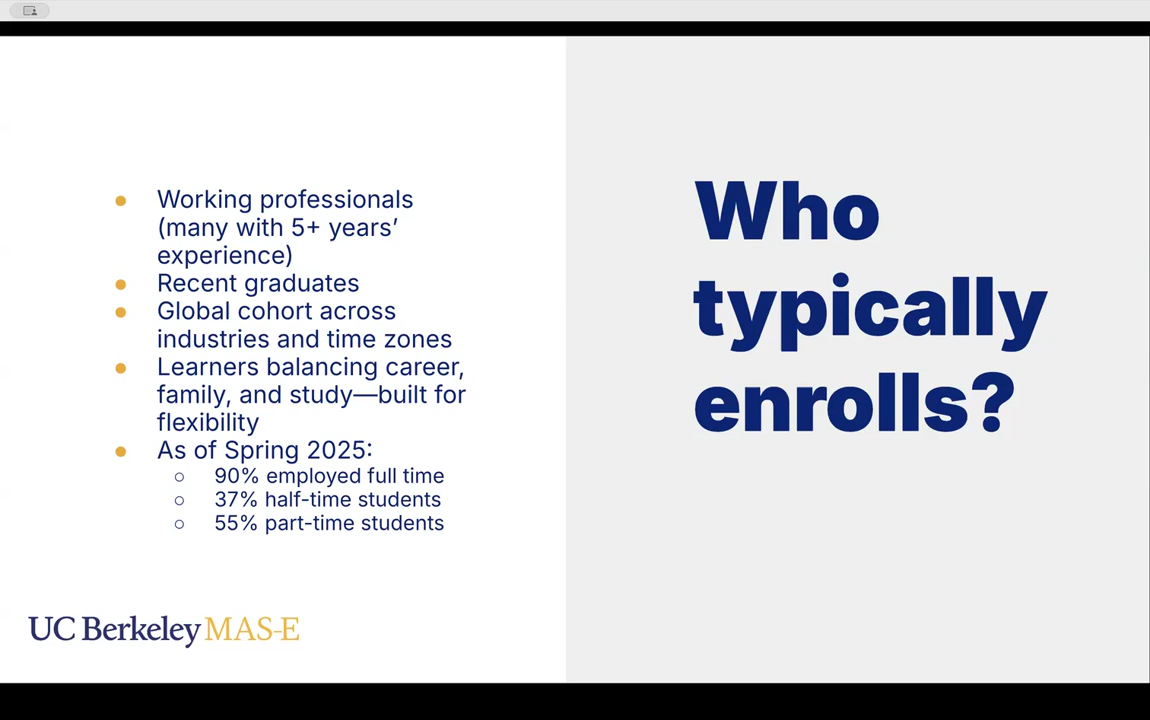 Working professionals
(many with 5+ years’
experience)
Recent graduates
Global cohort across
industries and time zones
Learners balancing career,
family, and study—built for
flexibility
As of Spring 2025:
90% employed full time
37% half-time students
55% part-time students
UC Berkeley MAS-E
Who
typically
enrolls?